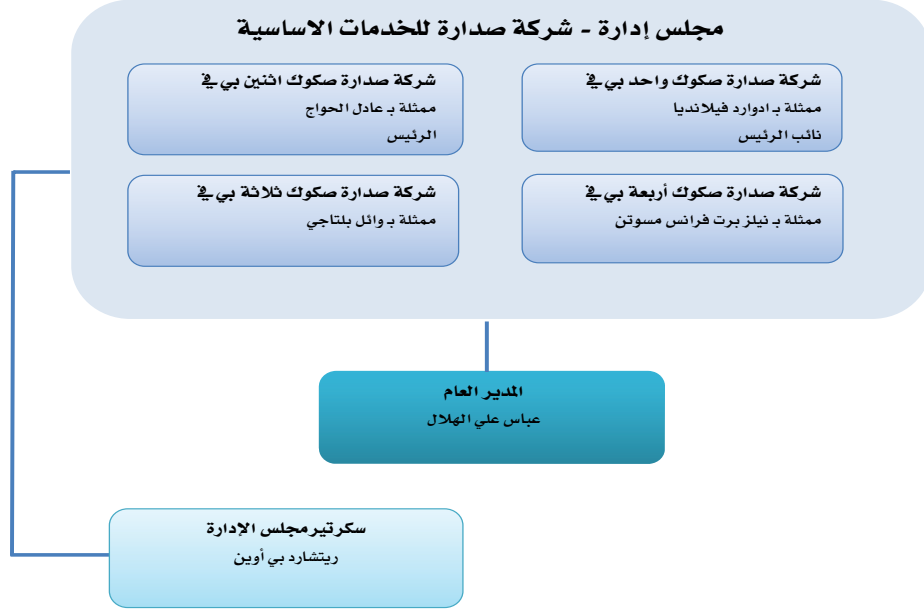 مجلس إدارة - شركة صدارة للخدمات الاساسية
شركة صدارة صكوك واحد بي في
ممثلة بـ ادوارد فيلانديا
نائب الرئيس
شركة صدارة صكوك اثنين بي في
ممثلة بـ عادل الحواج
الرئيس
شركة صدارة صكوك أربعة بي في
ممثلة بـ نيلز برت فرانس مسوتن
شركة صدارة صكوك ثلاثة بي في
ممثلة بـ وائل بلتاجي
المدير العام
عباس علي الهلال
سكرتير مجلس الإدارة
ريتشارد بي أوين